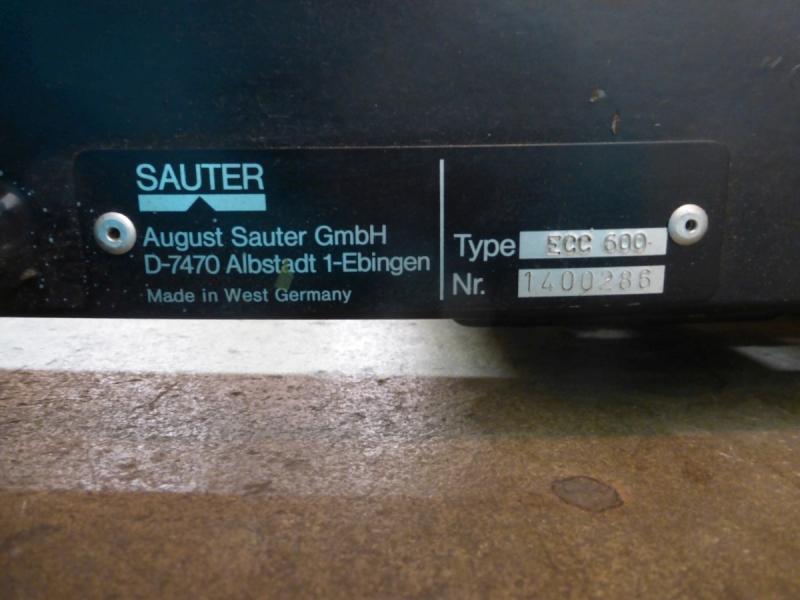 SAUTER
August Sauter GmbH
D-7470 Albstadt 1-Ebingen
Made in West Germany
Type ECC 600
Nr. 1400286